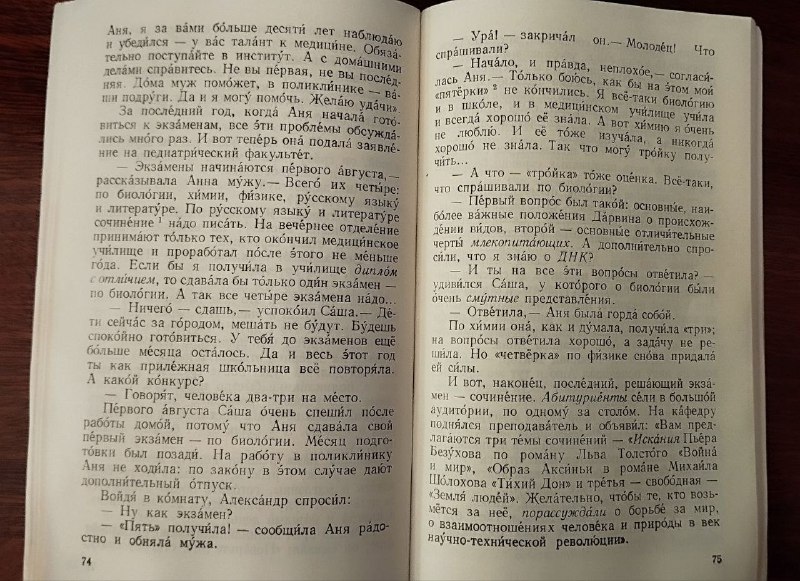 Аня, я за ва́ми бо́льше десяти́ лет наблюда́ю
и убеди́лся — у ва́с тала́нт к медици́не. Обяза́-
тельно поступа́йте в институ́т. А с дома́шними
дела́ми спра́витесь. Не вы пе́рвая, не вы после́д-
няя. До́ма муж помо́жет, в поликли́нике — ва́-
ши подру́ги. Да и я могу́ помо́чь. Жела́ю уда́чи».
За после́дний год, когда́ Аня начала́ гото́-
виться к экза́менам, все э́ти пробле́мы обсужда́-
лись мно́го раз. И вот тепе́рь она́ подала́ заявле́-
ние на педиатри́ческий факульте́т.
— Экза́мены начина́ются пе́рвого а́вгуста,—
расска́зывала Анна му́жу.— Всего́ их четы́ре:
по биоло́гии, хи́мии, фи́зике, ру́сскому языку́
и литерату́ре. По ру́сскому языку́ и литерату́ре
сочине́ние ¹ на́до писа́ть. На вече́рнее отделе́ние
принима́ют то́лько тех, кто око́нчил медици́нское
учи́лище и прорабо́тал по́сле э́того не ме́ньше
го́да. Если бы я получи́ла в учи́лище дипло́м
с отли́чием, то сдава́ла бы то́лько оди́н экза́мен —
по биоло́гии. А так все четы́ре экза́мена на́до...
— Ничего́ — сдашь,— успоко́ил Са́ша.— Де́-
ти сейча́с за го́родом, меша́ть не бу́дут. Бу́дешь
споко́йно гото́виться. У тебя́ до экза́менов ещё
бо́льше ме́сяца оста́лось. Да и весь э́тот год
ты как приле́жная шко́льница всё повторя́ла.
А како́й ко́нкурс?
— Говоря́т, челове́ка два-три на ме́сто.
Пе́рвого а́вгуста Са́ша о́чень спеши́л по́сле
рабо́ты домо́й, потому́ что Аня сдава́ла свой
пе́рвый экза́мен — по биоло́гии. Ме́сяц подго-
то́вки был позади́. На рабо́ту в поликли́нику
Аня не ходи́ла: по зако́ну в э́том слу́чае даю́т
дополни́тельный о́тпуск.
Войдя́ в ко́мнату, Алекса́ндр спроси́л:
— Ну как экза́мен?
— «Пять» получи́ла! — сообщи́ла Аня ра́до-
стно и обняла́ му́жа.
74
— Ура́! — закрича́л он.— Молоде́ц! Что
спра́шивали?
— Нача́ло, и пра́вда, неплохо́е,— согласи́-
лась Аня.— То́лько бою́сь, как бы на э́том мои́
«пятёрки» ² не ко́нчились. Я всё-таки биоло́гию
и в шко́ле, и в медици́нском учи́лище учи́ла
и всегда́ хорошо́ её зна́ла. А вот хи́мию я о́чень
не люблю́. И её то́же изуча́ла, а никогда́
хорошо́ не зна́ла. Так что могу́ тро́йку полу-
чи́ть...
— А что — «тро́йка» то́же оце́нка. Всё-таки,
что спра́шивали по биоло́гии?
— Пе́рвый вопро́с был тако́й: основны́е, наи-
бо́лее ва́жные положе́ния Да́рвина о происхож-
де́нии ви́дов, второ́й — основны́е отличи́тельные
черты́ млекопита́ющих. А дополни́тельно спро-
си́ли, что я зна́ю о ДНК?
— И ты на все э́ти вопро́сы отве́тила? —
удиви́лся Са́ша, у кото́рого о биоло́гии бы́ли
о́чень сму́тные представле́ния.
— Отве́тила,— Аня была́ горда́ собо́й.
По хи́мии она́, как и ду́мала, получи́ла «три»;
на вопро́сы отве́тила хорошо́, а зада́чу не ре-
ши́ла. Но «четвёрка» по фи́зике сно́ва придала́
ей си́лы.
И вот, наконе́ц, после́дний, реша́ющий экза́-
мен — сочине́ние. Абитурие́нты се́ли в большо́й
аудито́рии, по одному́ за столо́м. На ка́федру
подня́лся преподава́тель и объяви́л: «Вам пред-
лага́ются три те́мы сочине́ний — «Иска́ния Пье́ра
Безу́хова по рома́ну Льва Толсто́го «Война́
и мир», «Образ Акси́ньи в рома́не Михаи́ла
Шо́лохова «Ти́хий Дон» и тре́тья — свобо́дная —
«Земля́ люде́й». Жела́тельно, что́бы те, кто возь-
мётся за неё, порассужда́ли о борьбе́ за мир,
о взаимоотноше́ниях челове́ка и приро́ды в век
нау́чно-техни́ческой револю́ции».
75